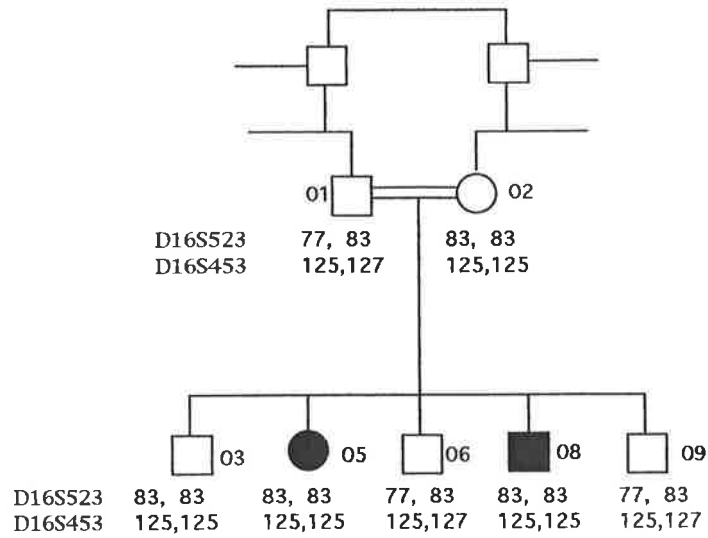 01 02
D16S523 77, 83 83, 83
D16S453 125,127 125,125
03 05 06 08 09
D16S523 83, 83 83, 83 77, 83 83, 83 77, 83
D16S453 125,125 125,125 125,127 125,125 125,127